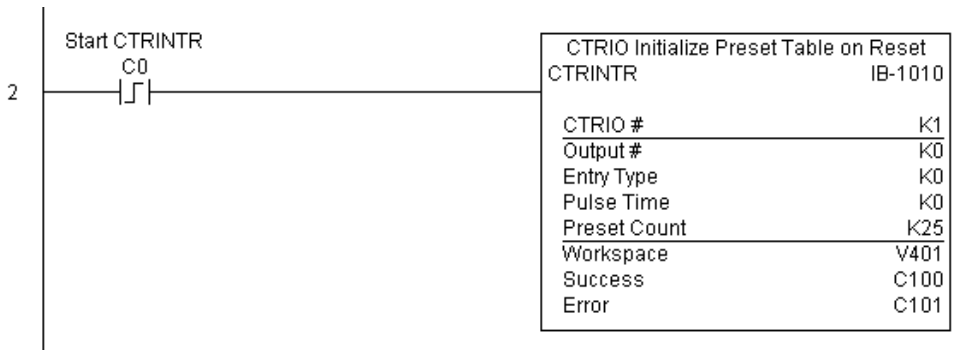 Start CTRINTR
C0
2
CTRIO Initialize Preset Table on Reset
CTRINTR IB-1010
CTRIO # K1
Output # K0
Entry Type K0
Pulse Time K0
Preset Count K25
Workspace V401
Success C100
Error C101